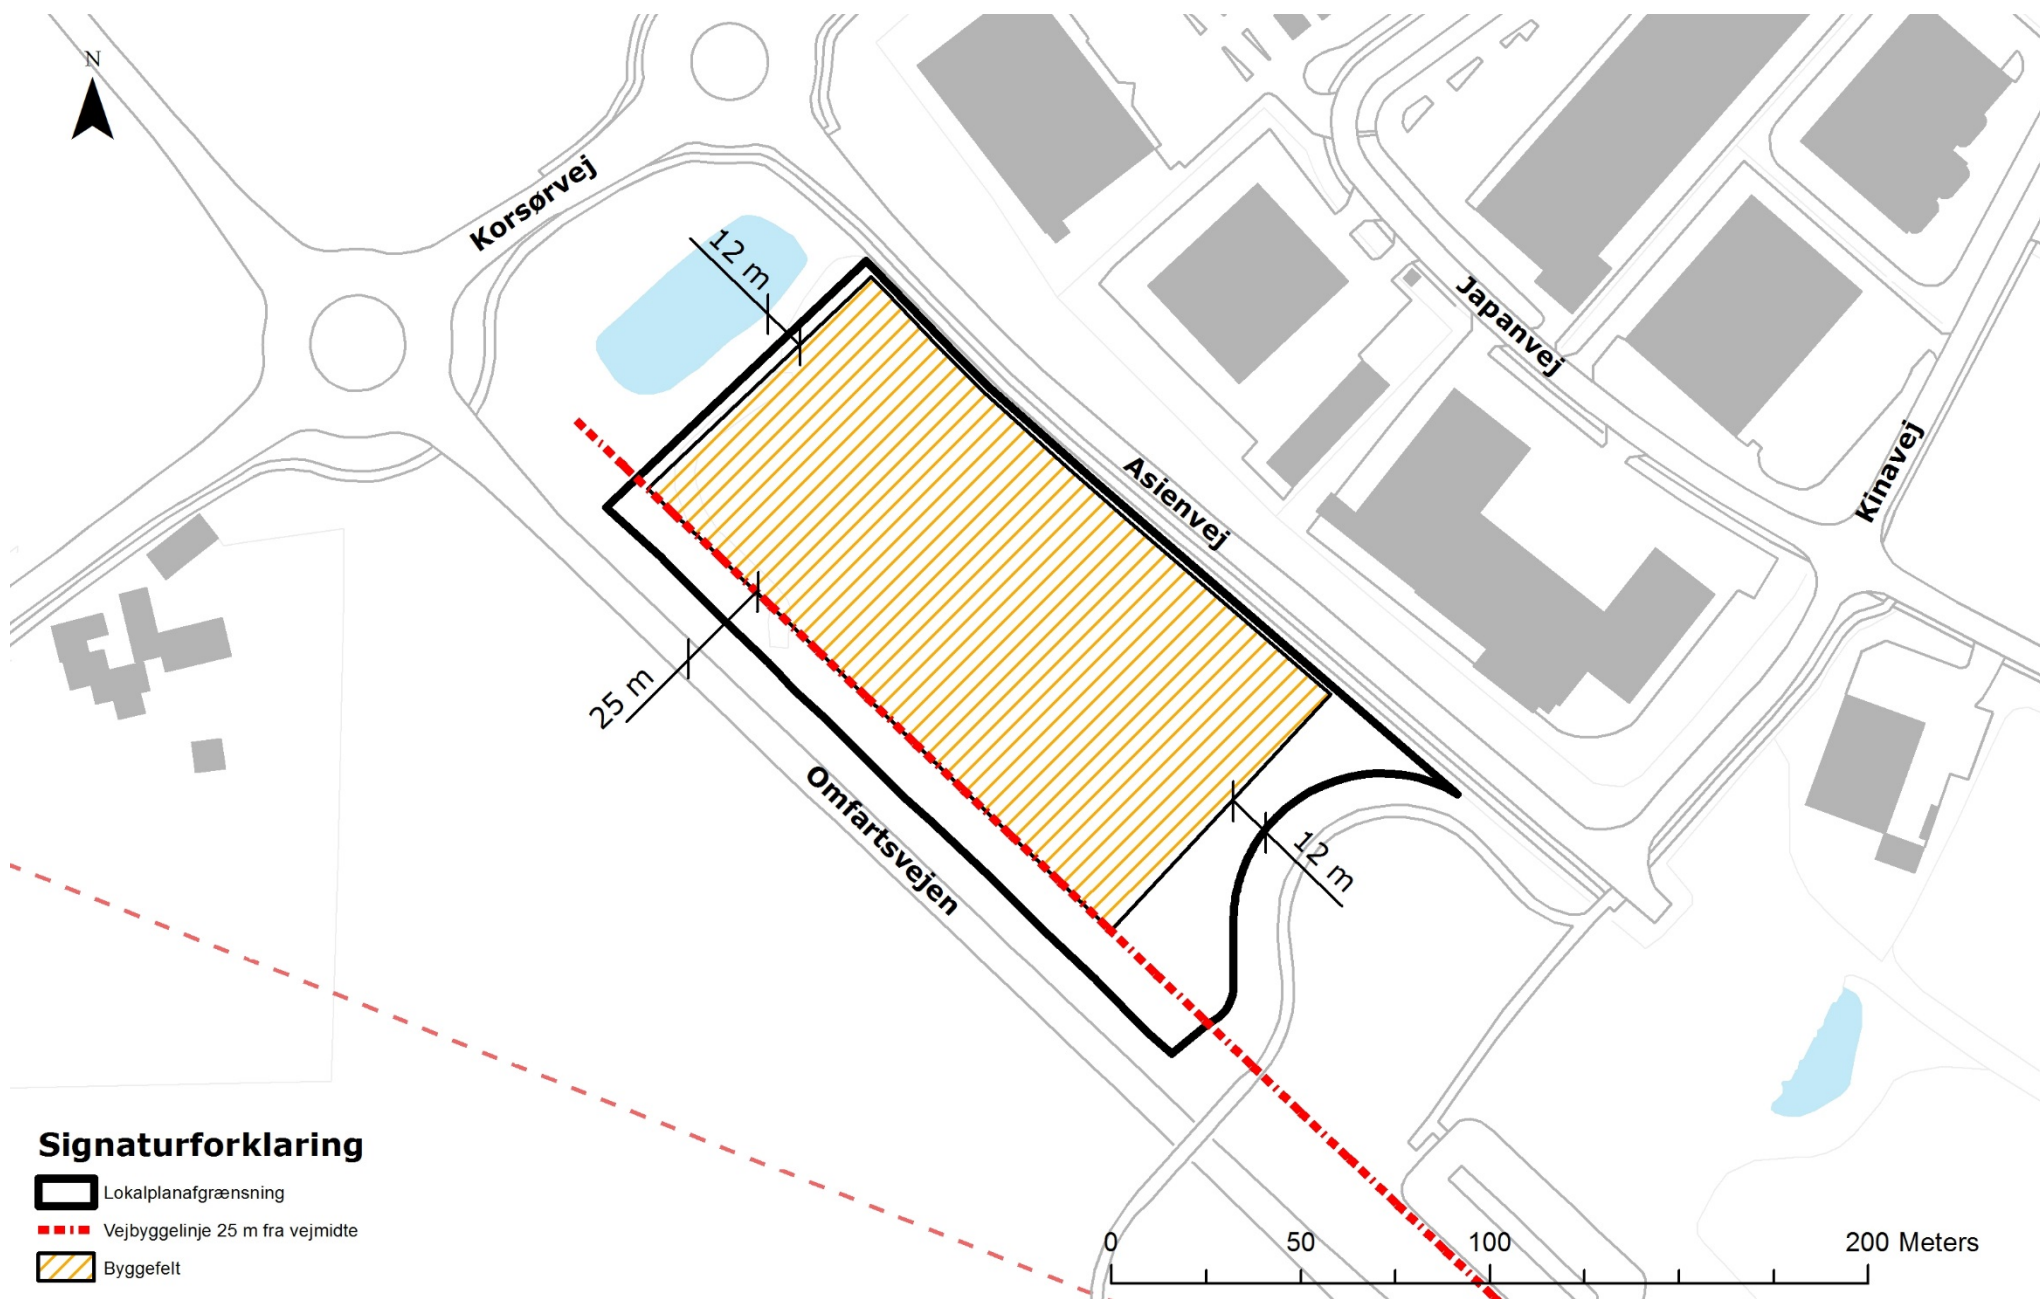 N
Korsørvej
12 m
Japanvej
Kinavej
Asienvej
25 m
Omfartsvejen
12 m
Signaturforklaring
Lokalplanafgrænsning
Vejbyggelinje 25 m fra vejmidte
Byggefelt
0 50 100 200 Meters